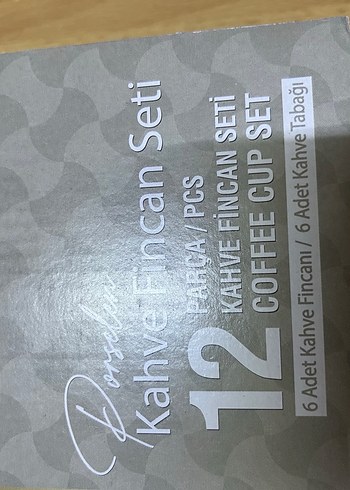 Porselen
Kahve Fincan Seti
12 PARÇA / PCS
KAHVE FİNCAN SETİ
COFFEE CUP SET
6 Adet Kahve Fincanı / 6 Adet Kahve Tabağı